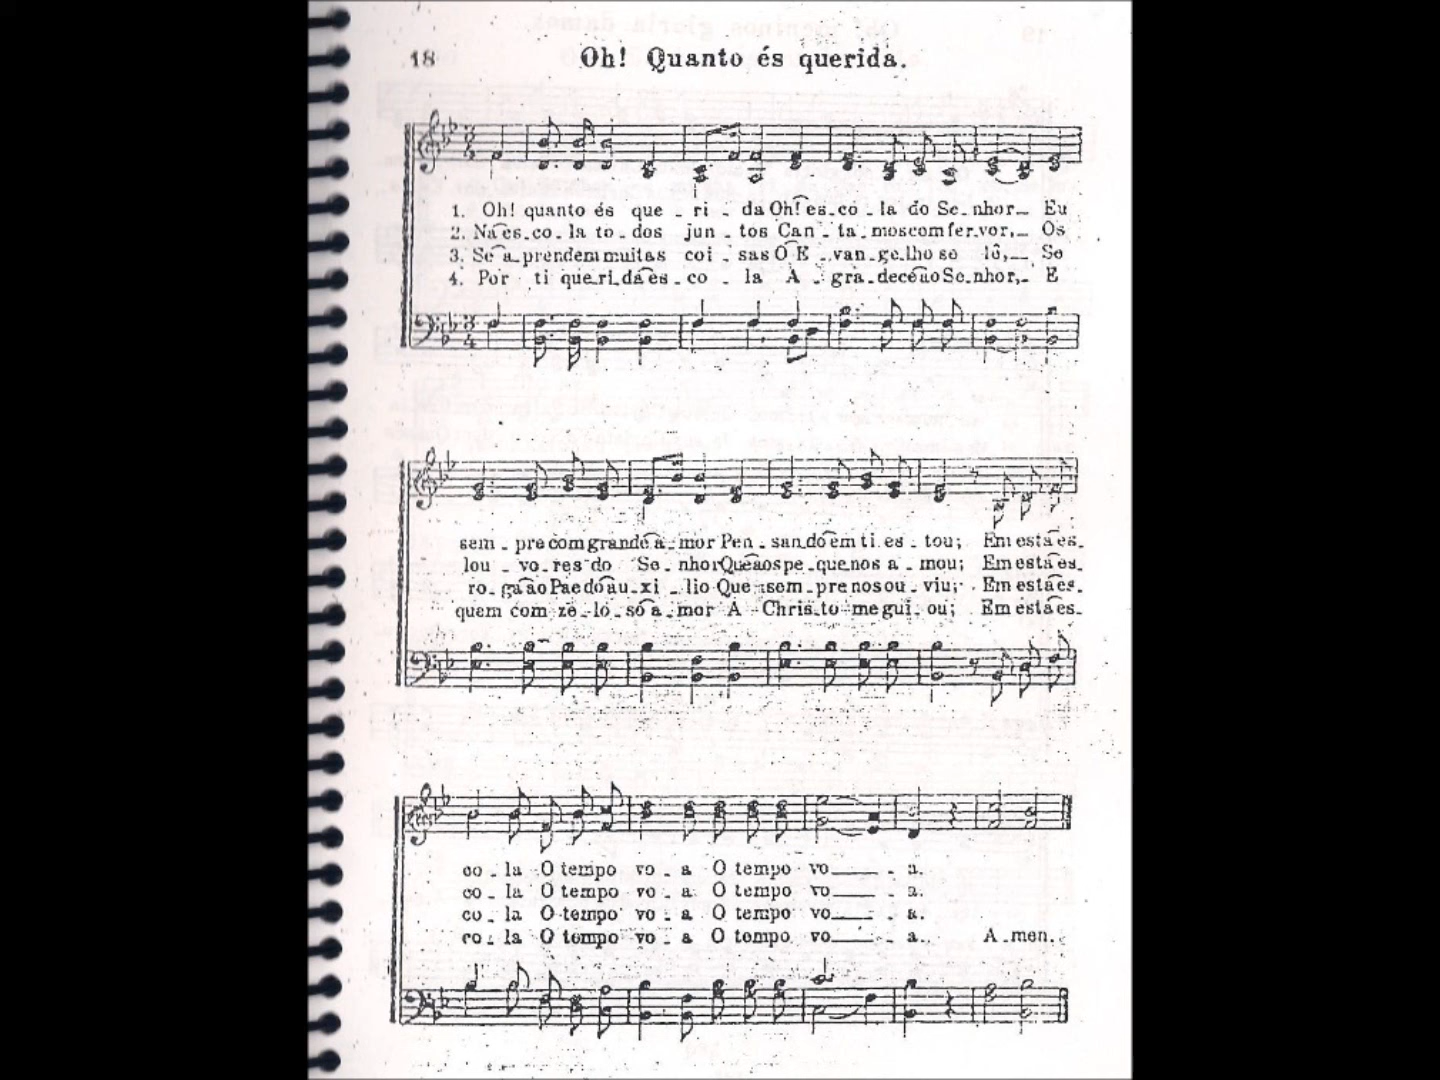 18 Oh! Quanto és querida.
1. Oh! quanto és que - ri - da Oh! es - co - la do Se - nhor - Eu
2. Na es - co - la to - dos jun - tos Can - ta - mos com fer - vor, - Os
3. Se a - prendem muitas coi - sas O E - van - ge - lho se lê, - Se
4. Por ti que - ri - da es - co - la A - gra - dece ao Se - nhor, - E
sem - pre com grande a - mor Pen - san - do em ti es - tou; Em esta es -
lou - vo - res do Se - nhor Que aos pe - que - nos a - mou; Em esta es -
ro - ga ao Pae do au - xi - lio Que sem - pre nos ou - viu; Em esta es -
quem com ze - lo - so a - mor A Chris - to me gui - ou; Em esta es -
co - la O tempo vo - a O tempo vo - a.
co - la O tempo vo - a O tempo vo - a.
co - la O tempo vo - a O tempo vo - a.
co - la O tempo vo - a O tempo vo - a. A - men.